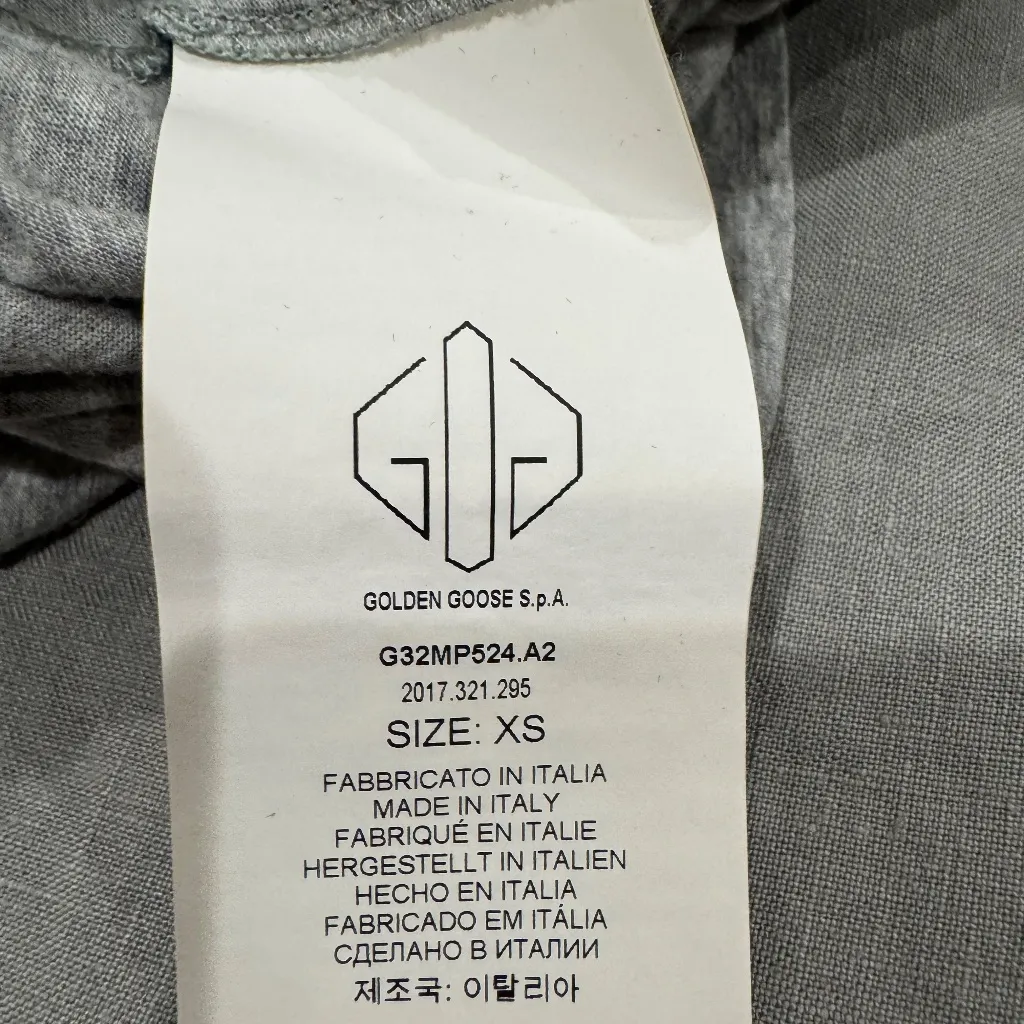 GOLDEN GOOSE S.p.A.
G32MP524.A2
2017.321.295
SIZE: XS
FABBRICATO IN ITALIA
MADE IN ITALY
FABRIQUÉ EN ITALIE
HERGESTELLT IN ITALIEN
HECHO EN ITALIA
FABRICADO EM ITÁLIA
СДЕЛАНО В ИТАЛИИ
제조국: 이탈리아